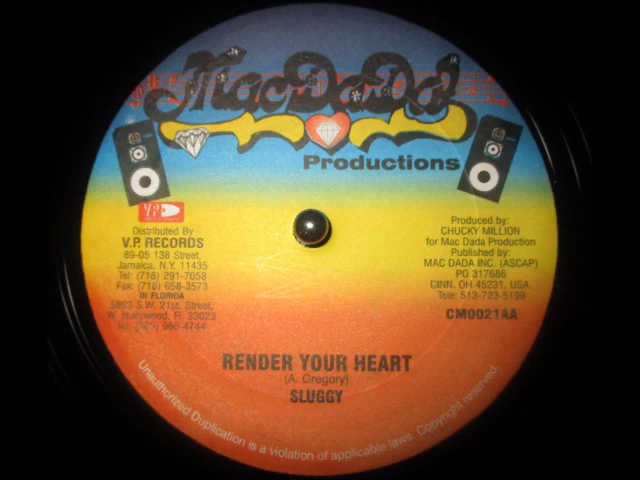 MacDaDa
Productions
VP
Distributed By
V.P. RECORDS
89-05 138 Street,
Jamaica, N.Y. 11435
Tel: (718) 291-7058
Fax: (718) 658-3573
IN FLORIDA
S.W. 21st. Street,
Fl. 33023
Tel:
Produced by:
CHUCKY MILLION
for Mac Dada Production
Published by:
MAC DADA INC. (ASCAP)
PO 317686
CINN. OH 45231, USA.
Tele: 513-723-5199
CM0021AA
RENDER YOUR HEART
(A. Gregory)
SLUGGY
Unauthorized Duplication is a violation of applicable laws. Copyright reserved.